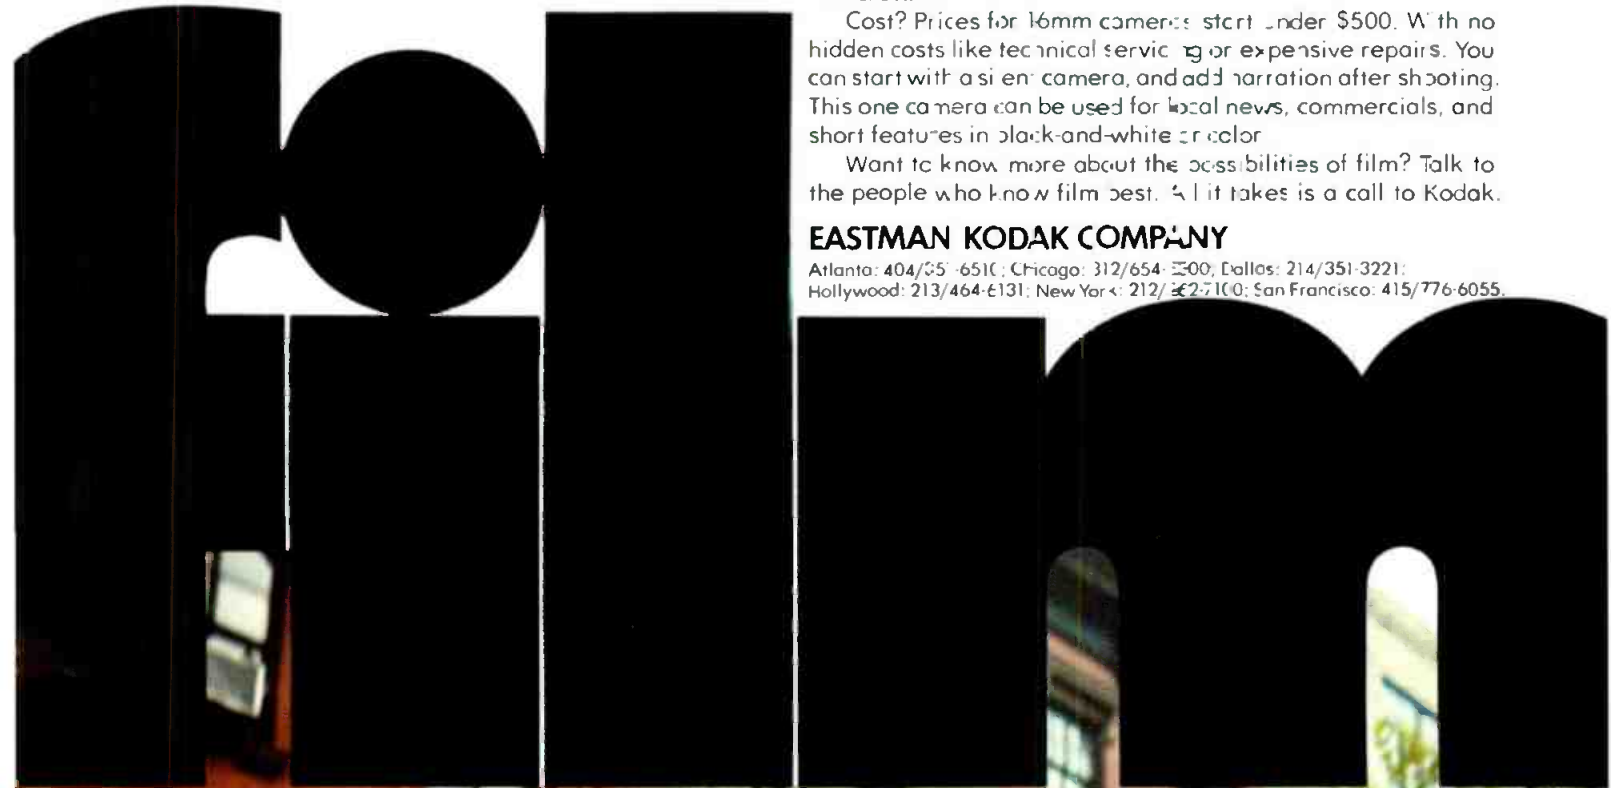 Cost? Prices for 16mm cameras start under $500. With no
hidden costs like technical servicing or expensive repairs. You
can start with a silent camera, and add narration after shooting.
This one camera can be used for local news, commercials, and
short features in black-and-white or color
Want to know more about the possibilities of film? Talk to
the people who know film best. All it takes is a call to Kodak.
EASTMAN KODAK COMPANY
Atlanta: Chicago: Dallas: 214/351-3221;
Hollywood: 213/464-6131; New York: San Francisco: 415/776-6055.
film